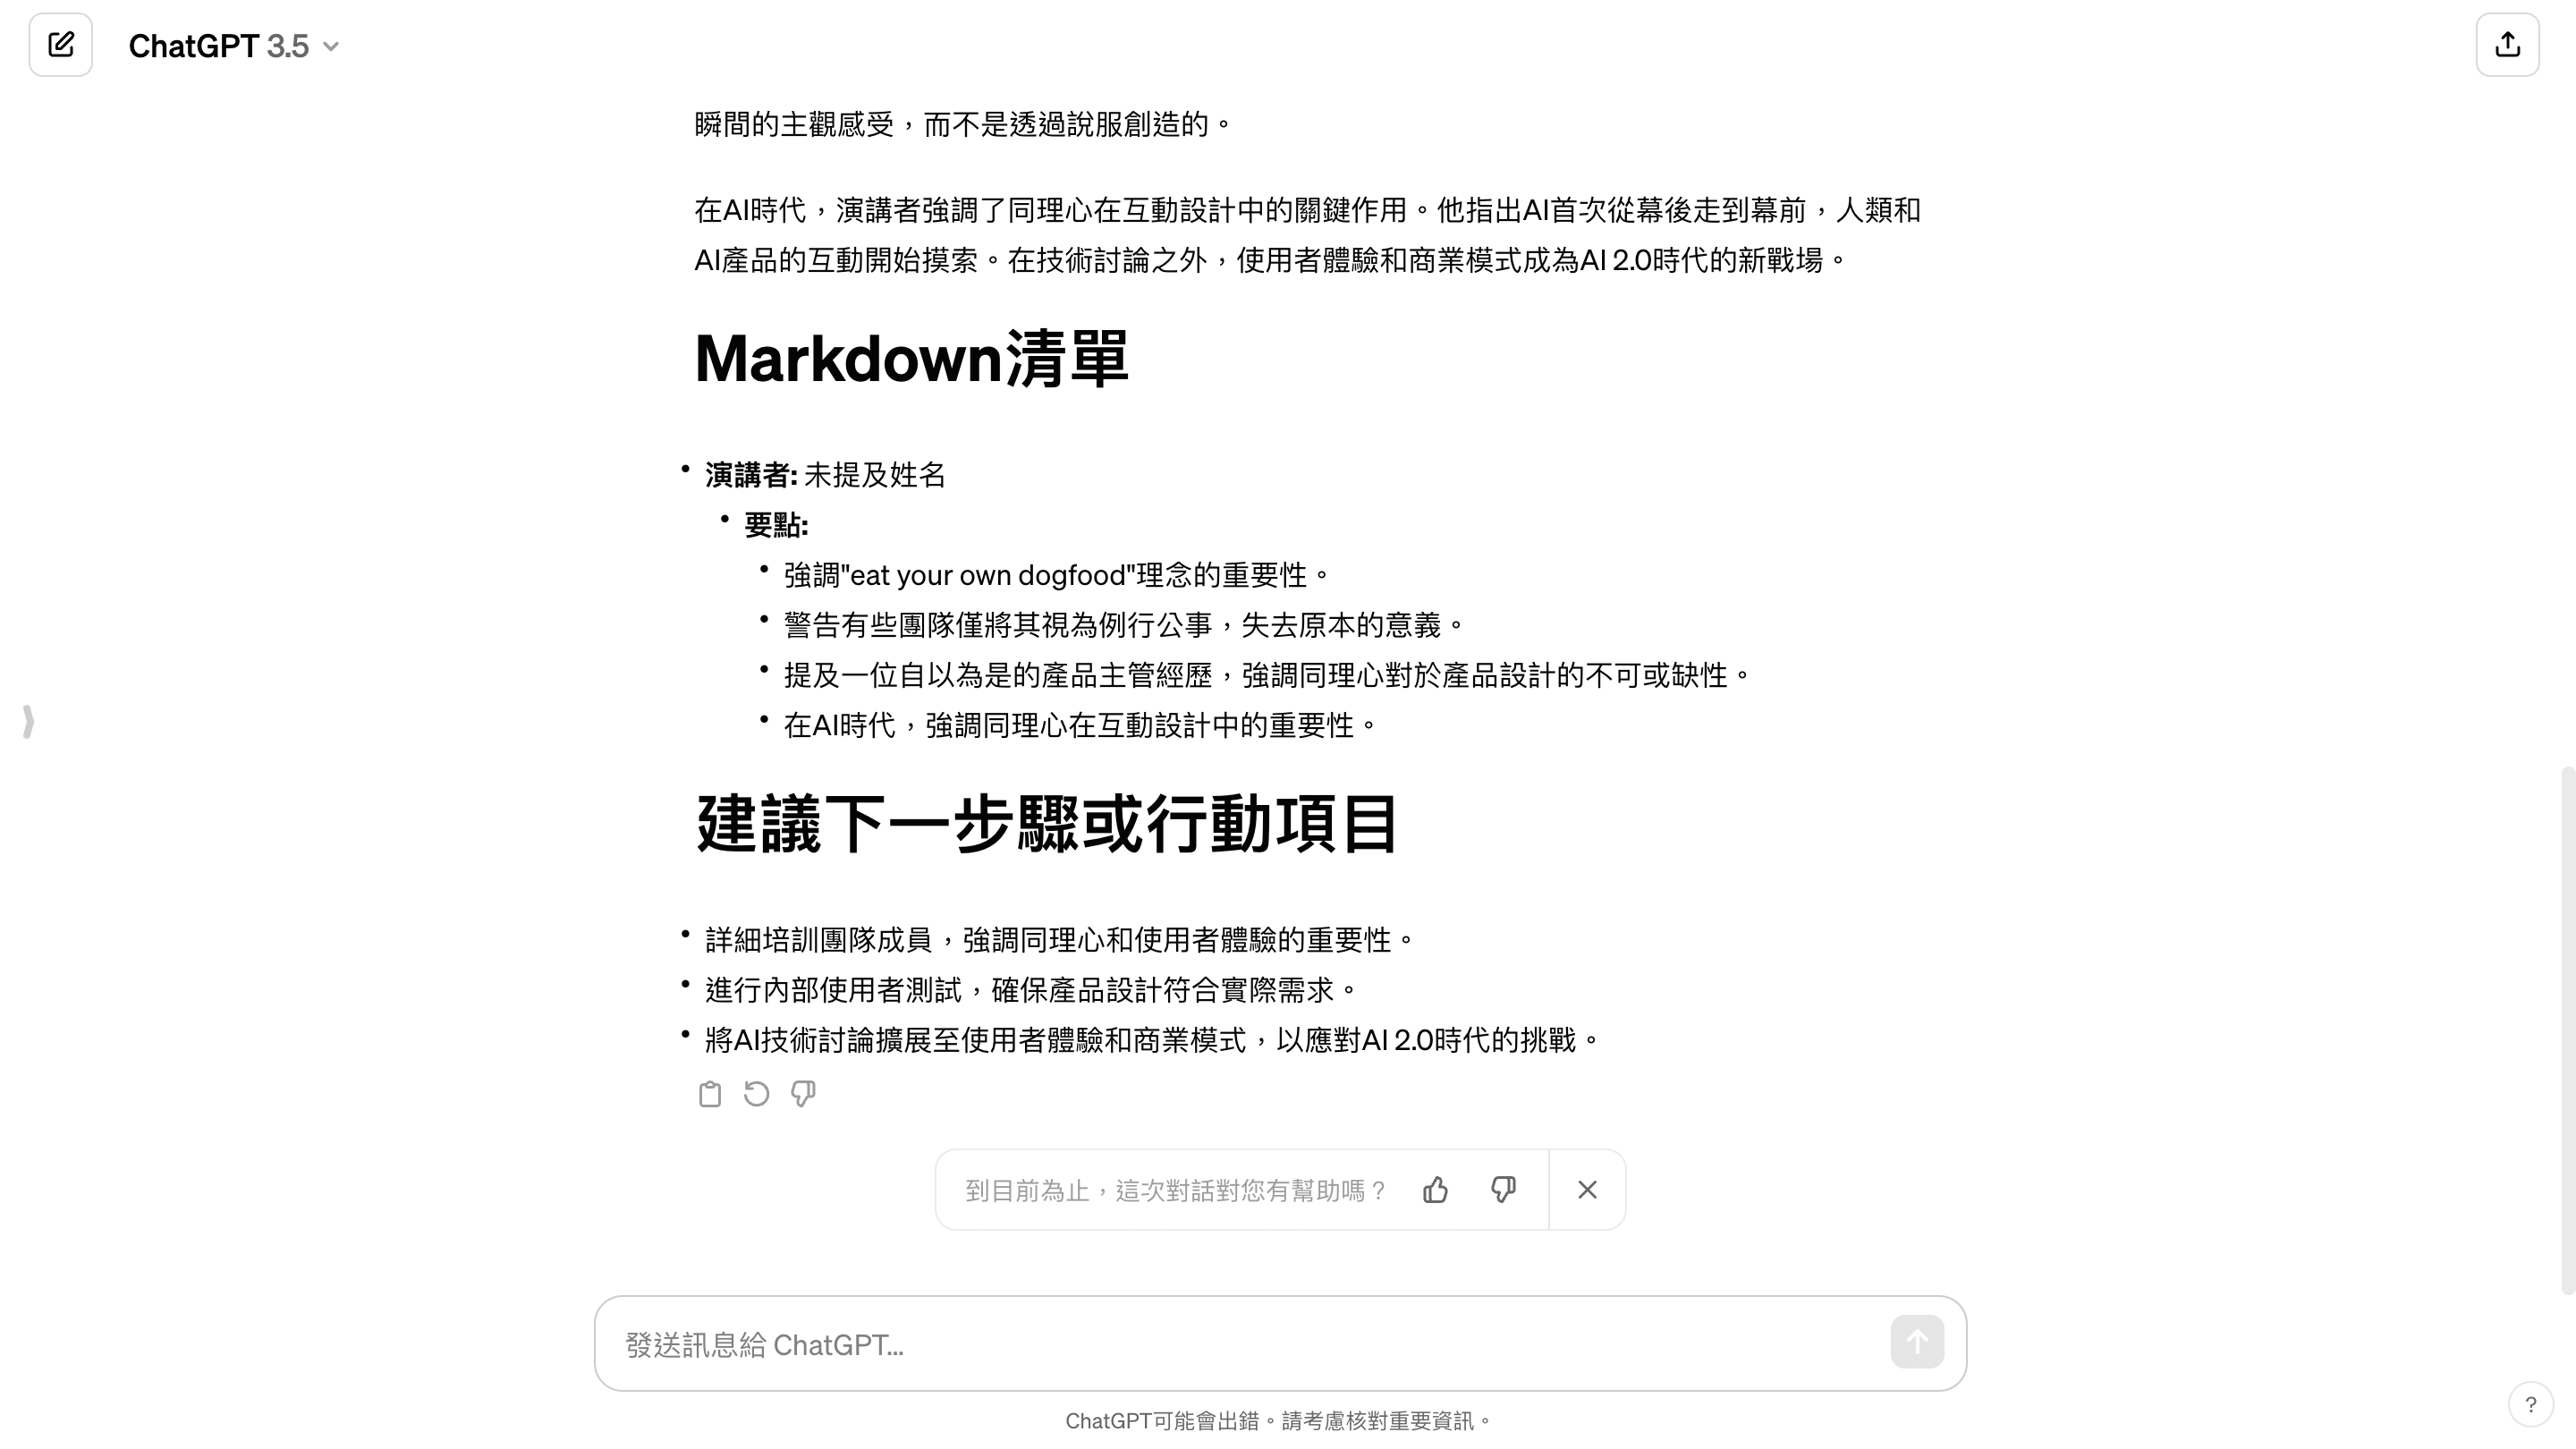 ChatGPT 3.5
瞬間的主觀感受，而不是透過說服創造的。
在AI時代，演講者強調了同理心在互動設計中的關鍵作用。他指出AI首次從幕後走到幕前，人類和
AI產品的互動開始摸索。在技術討論之外，使用者體驗和商業模式成為AI 2.0時代的新戰場。
Markdown清單
• 演講者: 未提及姓名
• 要點:
• 強調"eat your own dogfood"理念的重要性。
• 警告有些團隊僅將其視為例行公事，失去原本的意義。
• 提及一位自以為是的產品主管經歷，強調同理心對於產品設計的不可或缺性。
• 在AI時代，強調同理心在互動設計中的重要性。
建議下一步驟或行動項目
• 詳細培訓團隊成員，強調同理心和使用者體驗的重要性。
• 進行內部使用者測試，確保產品設計符合實際需求。
• 將AI技術討論擴展至使用者體驗和商業模式，以應對AI 2.0時代的挑戰。
到目前為止，這次對話對您有幫助嗎？
發送訊息給 ChatGPT...
ChatGPT可能會出錯。請考慮核對重要資訊。
?